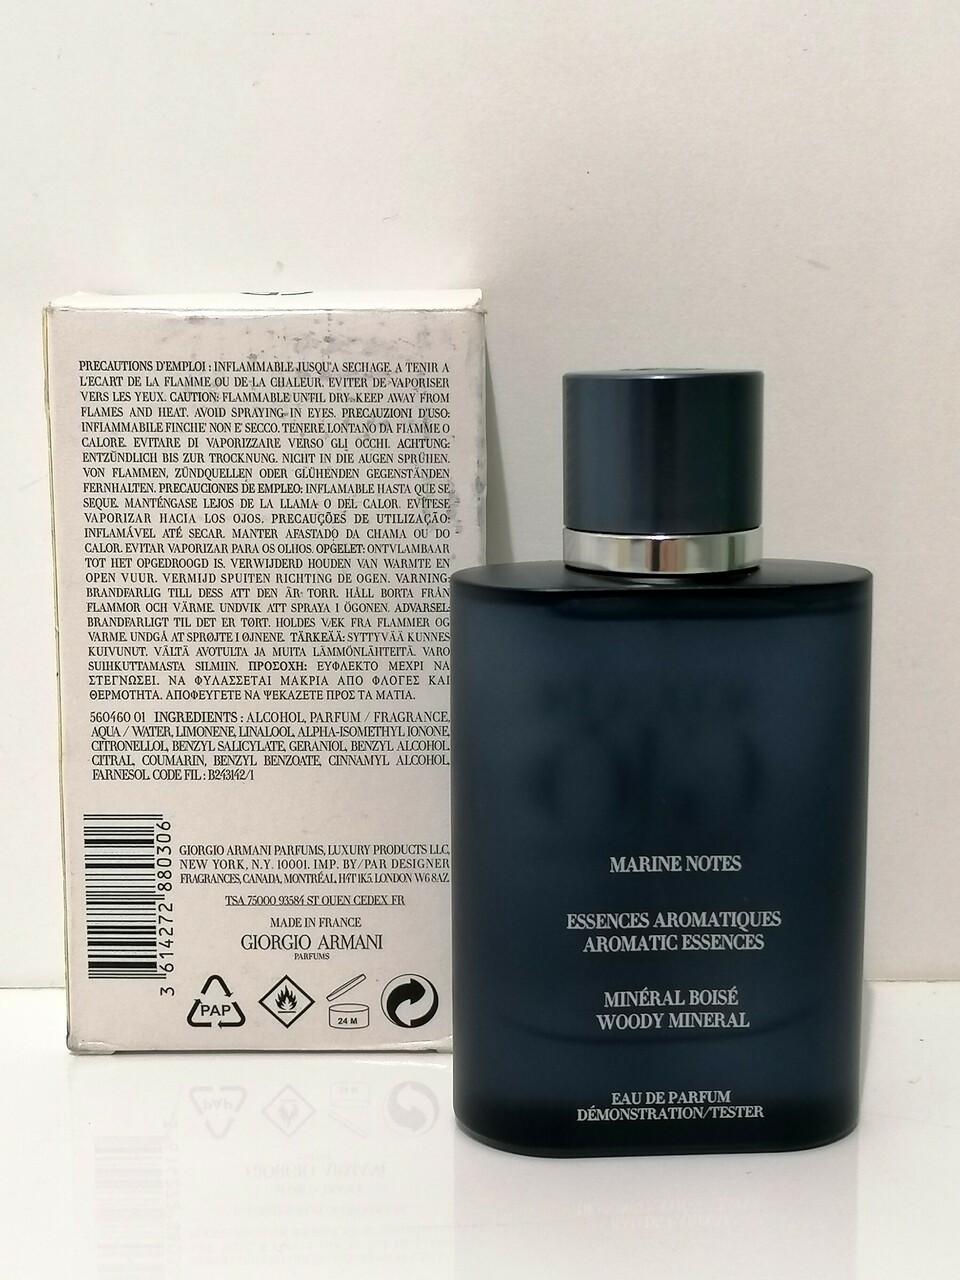 PRECAUTIONS D'EMPLOI : INFLAMMABLE JUSQU'A SECHAGE. A TENIR A
L'ECART DE LA FLAMME OU DE LA CHALEUR. EVITER DE VAPORISER
VERS LES YEUX. CAUTION: FLAMMABLE UNTIL DRY. KEEP AWAY FROM
FLAMES AND HEAT. AVOID SPRAYING IN EYES. PRECAUZIONI D'USO:
INFIAMMABILE FINCHE' NON E' SECCO. TENERE LONTANO DA FIAMME O
CALORE. EVITARE DI VAPORIZZARE VERSO GLI OCCHI. ACHTUNG:
ENTZÜNDLICH BIS ZUR TROCKNUNG. NICHT IN DIE AUGEN SPRÜHEN.
VON FLAMMEN, ZÜNDQUELLEN ODER GLÜHENDEN GEGENSTÄNDEN
FERNHALTEN. PRECAUCIONES DE EMPLEO: INFLAMABLE HASTA QUE SE
SEQUE. MANTÉNGASE LEJOS DE LA LLAMA O DEL CALOR. EVÍTESE
VAPORIZAR HACIA LOS OJOS. PRECAUÇÕES DE UTILIZAÇÃO:
INFLAMÁVEL ATÉ SECAR. MANTER AFASTADO DA CHAMA OU DO
CALOR. EVITAR VAPORIZAR PARA OS OLHOS. OPGELET: ONTVLAMBAAR
TOT HET OPGEDROOGD IS. VERWIJDERD HOUDEN VAN WARMTE EN
OPEN VUUR. VERMIJD SPUITEN RICHTING DE OGEN. VARNING:
BRANDFARLIG TILL DESS ATT DEN ÄR TORR. HÅLL BORTA FRÅN
FLAMMOR OCH VÄRME. UNDVIK ATT SPRAYA I ÖGONEN. ADVARSEL:
BRANDFARLIGT TIL DET ER TØRT. HOLDES VÆK FRA FLAMMER OG
VARME. UNDGÅ AT SPRØJTE I ØJNENE. TÄRKEÄÄ: SYTTYVÄÄ KUNNES
KUIVUNUT. VÄLTÄ AVOTULTA JA MUITA LÄMMÖNLÄHTEITÄ. VARO
SUIHKUTTAMASTA SILMIIN. ΠΡΟΣΟΧΗ: ΕΥΦΛΕΚΤΟ ΜΕΧΡΙ ΝΑ
ΣΤΕΓΝΩΣΕΙ. ΝΑ ΦΥΛΑΣΣΕΤΑΙ ΜΑΚΡΙΑ ΑΠΟ ΦΛΟΓΕΣ ΚΑΙ
ΘΕΡΜΟΤΗΤΑ. ΑΠΟΦΕΥΓΕΤΕ ΝΑ ΨΕΚΑΖΕΤΕ ΠΡΟΣ ΤΑ ΜΑΤΙΑ.
560460 01 INGREDIENTS : ALCOHOL, PARFUM / FRAGRANCE,
AQUA / WATER, LIMONENE, LINALOOL, ALPHA-ISOMETHYL IONONE,
CITRONELLOL, BENZYL SALICYLATE, GERANIOL, BENZYL ALCOHOL,
CITRAL, COUMARIN, BENZYL BENZOATE, CINNAMYL ALCOHOL,
FARNESOL. CODE FIL : B243142/1
3 614272 880306
GIORGIO ARMANI PARFUMS, LUXURY PRODUCTS LLC,
NEW YORK, N.Y. 10001. IMP. BY/PAR DESIGNER
FRAGRANCES, CANADA, MONTRÉAL, H4T 1K5. LONDON W6 8AZ
TSA 75000 93584 ST OUEN CEDEX FR
MADE IN FRANCE
GIORGIO ARMANI
PARFUMS
PAP
24 M
MARINE NOTES
ESSENCES AROMATIQUES
AROMATIC ESSENCES
MINÉRAL BOISÉ
WOODY MINERAL
EAU DE PARFUM
DÉMONSTRATION/TESTER